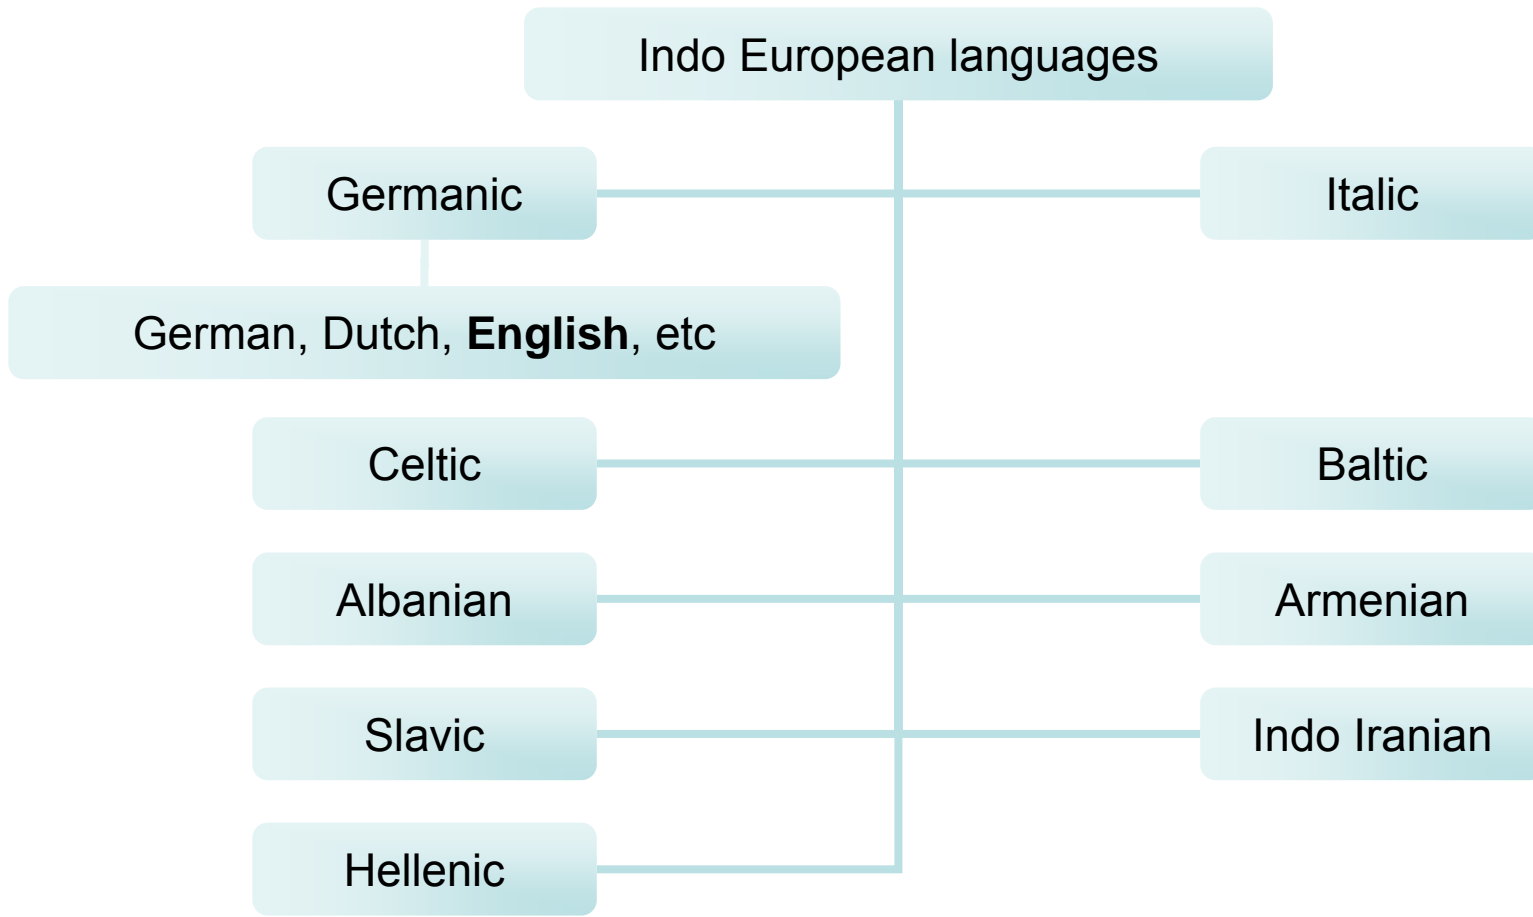 Indo European languages
Germanic
Italic
German, Dutch, English, etc
Celtic
Baltic
Albanian
Armenian
Slavic
Indo Iranian
Hellenic